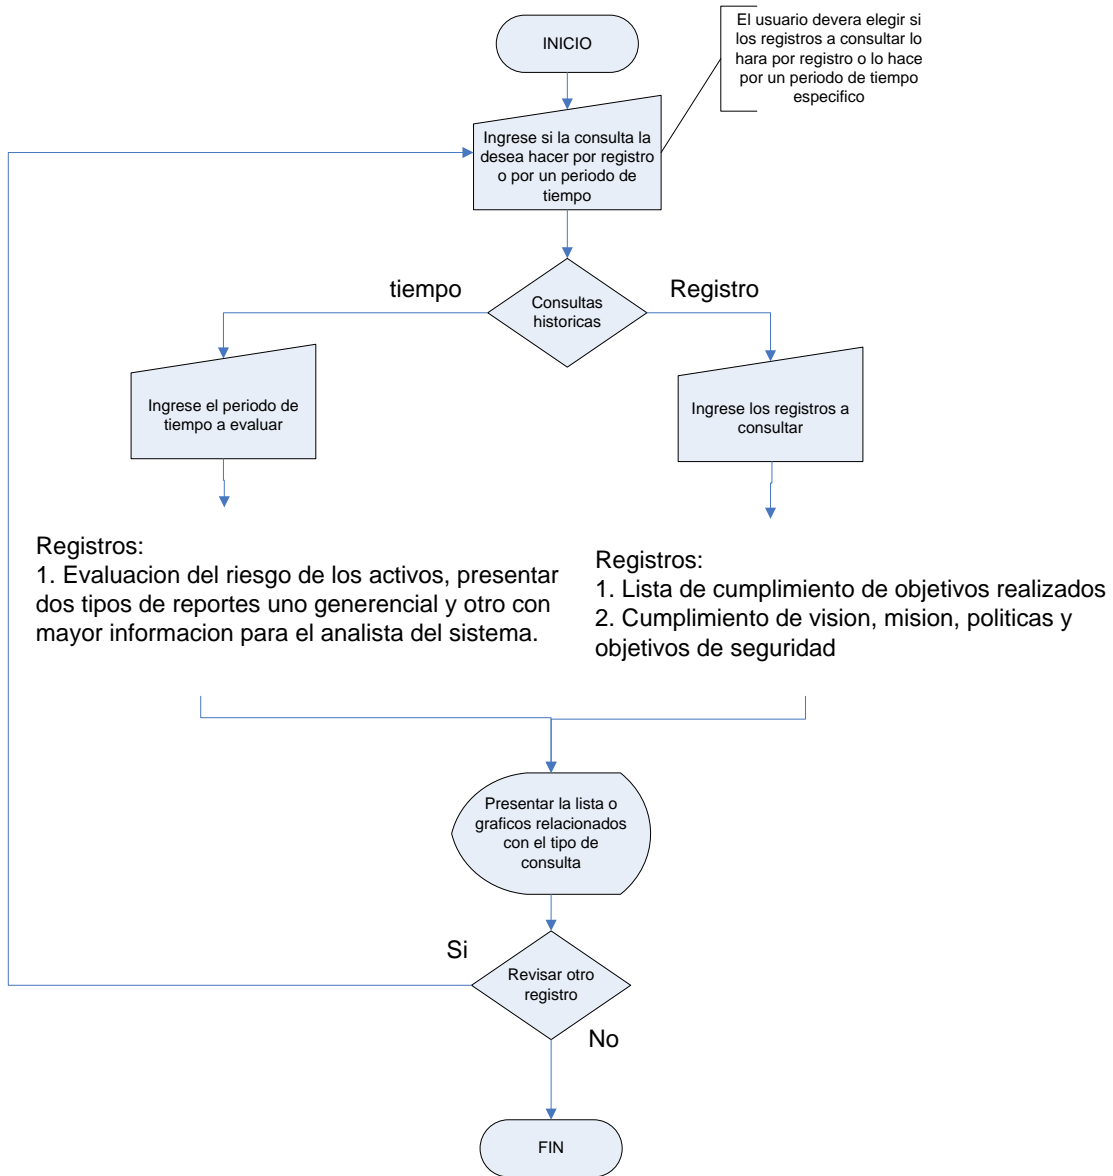 INICIO
El usuario devera elegir si
los registros a consultar lo
hara por registro o lo hace
por un periodo de tiempo
especifico
Ingrese si la consulta la
desea hacer por registro
o por un periodo de
tiempo
tiempo
Consultas
historicas
Registro
Ingrese el periodo de
tiempo a evaluar
Ingrese los registros a
consultar
Registros:
1. Evaluacion del riesgo de los activos, presentar
dos tipos de reportes uno generencial y otro con
mayor informacion para el analista del sistema.
Registros:
1. Lista de cumplimiento de objetivos realizados
2. Cumplimiento de vision, mision, politicas y
objetivos de seguridad
Presentar la lista o
graficos relacionados
con el tipo de
consulta
Si
Revisar otro
registro
No
FIN